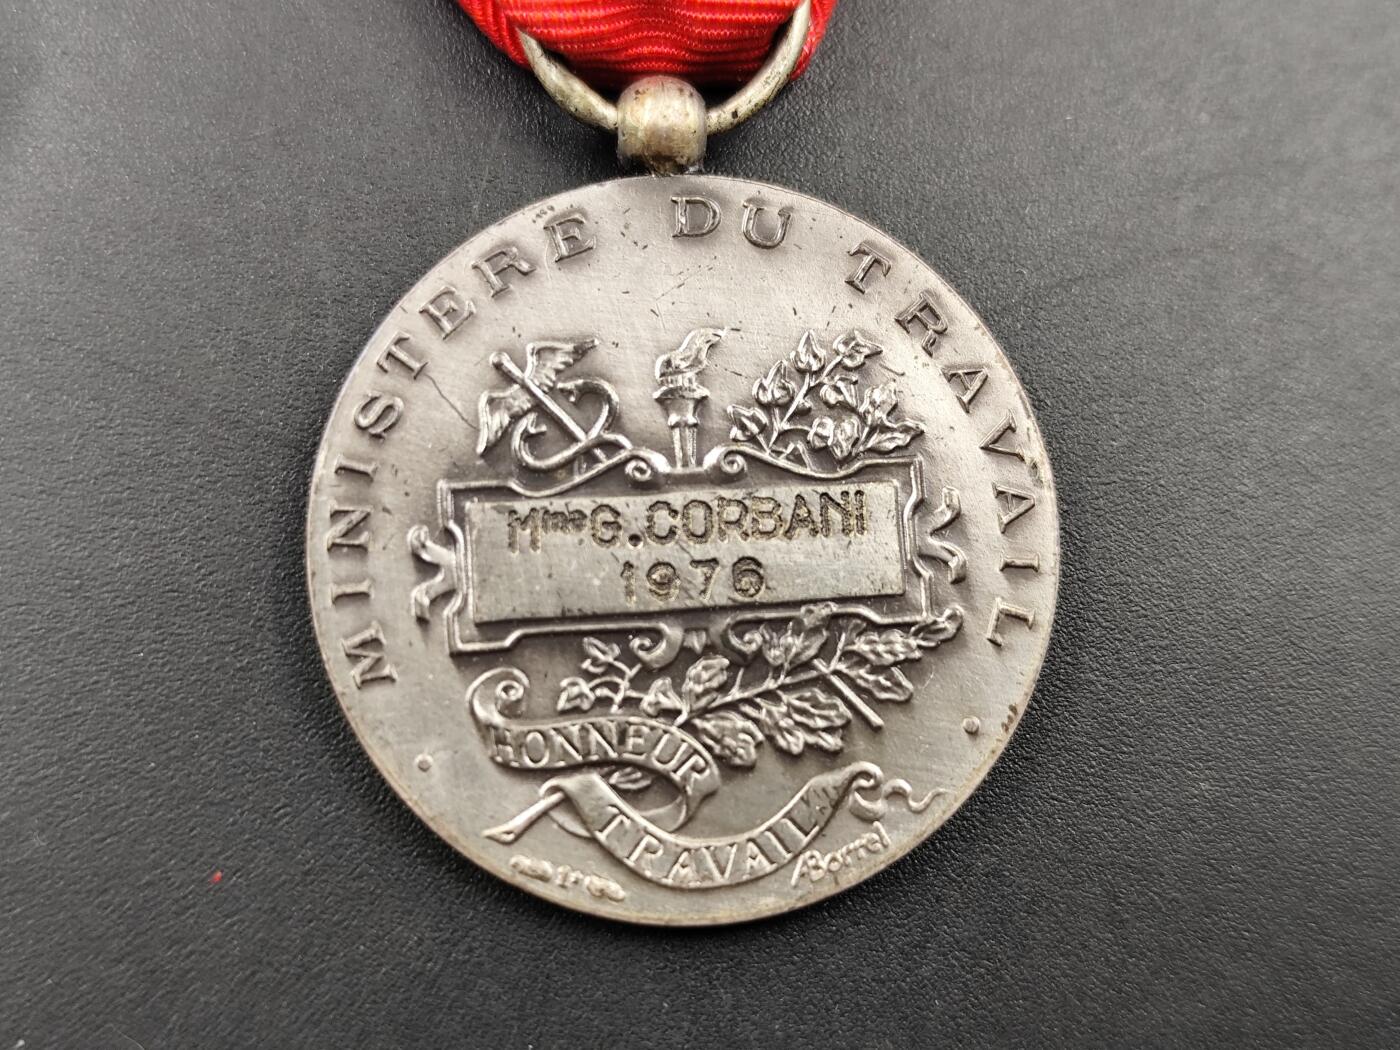 MINISTERE DU TRAVAIL
Mme G. CORBANI
1976
HONNEUR
TRAVAIL
A Borrel